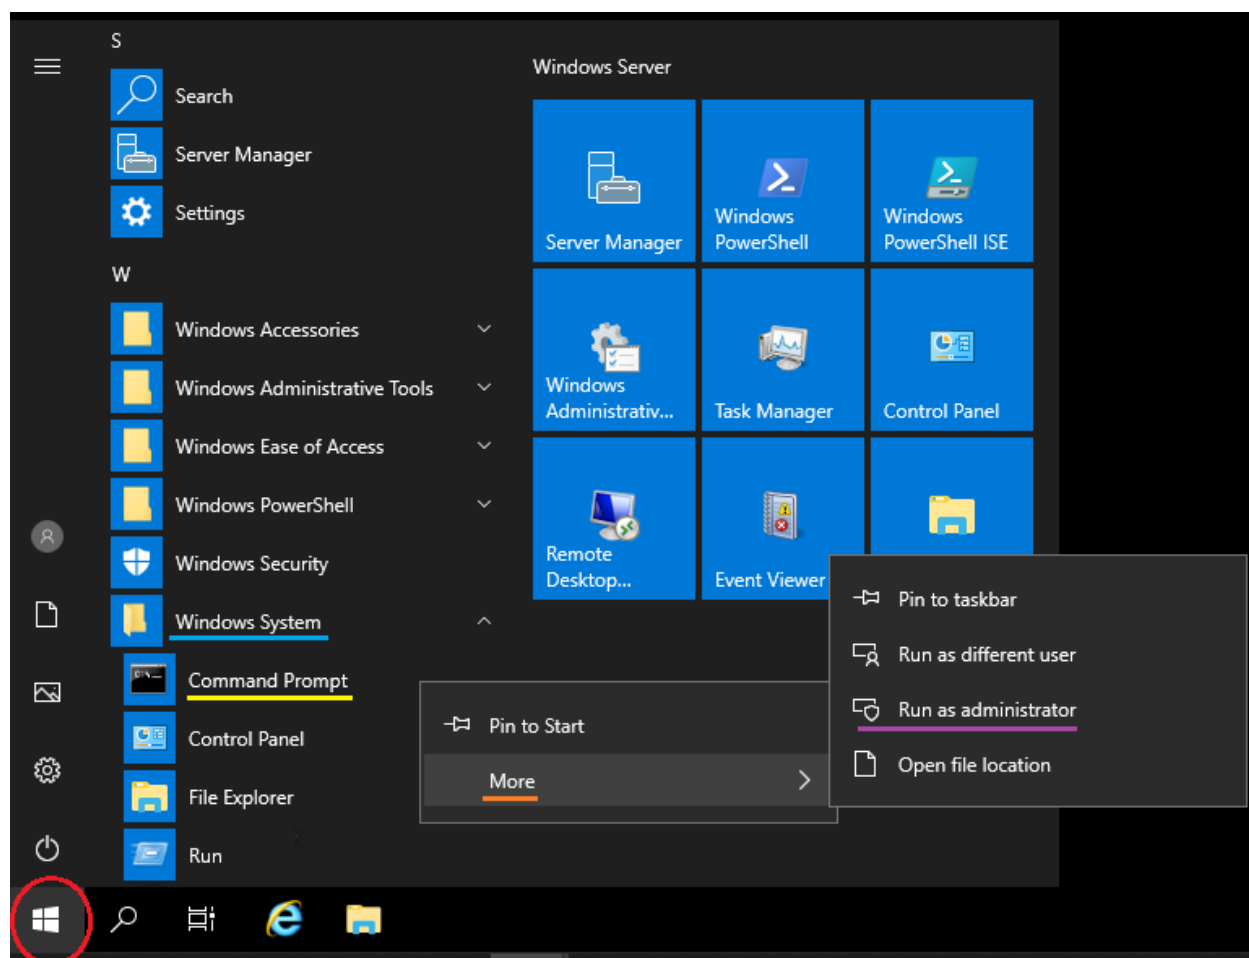 S
Search
Server Manager
Settings
W
Windows Accessories
Windows Administrative Tools
Windows Ease of Access
Windows PowerShell
Windows Security
Windows System
Command Prompt
Control Panel
File Explorer
Run
Windows Server
Server Manager
Windows
PowerShell
Windows
PowerShell ISE
Windows
Administrativ...
Task Manager
Control Panel
Remote
Desktop...
Event Viewer
Pin to Start
More
Pin to taskbar
Run as different user
Run as administrator
Open file location